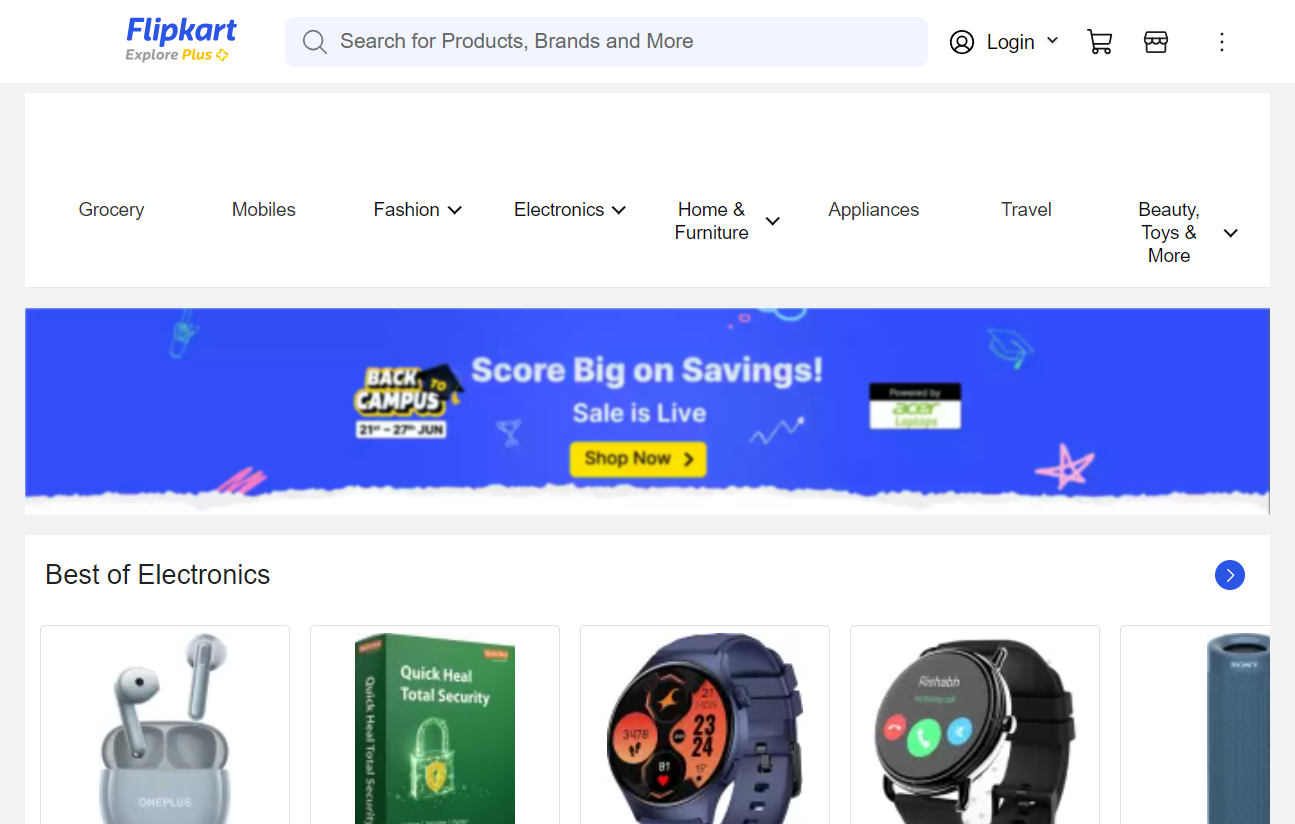 Flipkart
Explore Plus
Search for Products, Brands and More
Login
Grocery
Mobiles
Fashion
Electronics
Home &
Furniture
Appliances
Travel
Beauty,
Toys &
More
BACK TO
CAMPUS
21st - 27th JUN
Score Big on Savings!
Sale is Live
Shop Now
Powered by
acer
Laptops
Best of Electronics
ONEPLUS
Quick Heal
Total Security
Quick Heal Total Security
3478
21
MON
23
24
81
15°
Rishabh
Incoming call
SONY